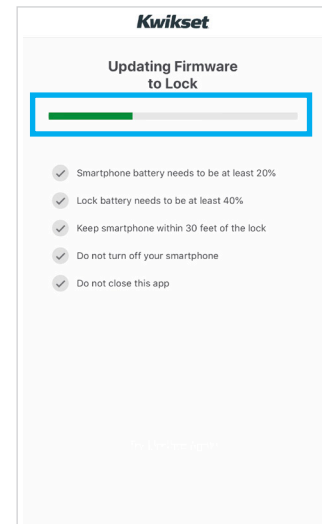 Kwikset
Updating Firmware
to Lock
Smartphone battery needs to be at least 20%
Lock battery needs to be at least 40%
Keep smartphone within 30 feet of the lock
Do not turn off your smartphone
Do not close this app